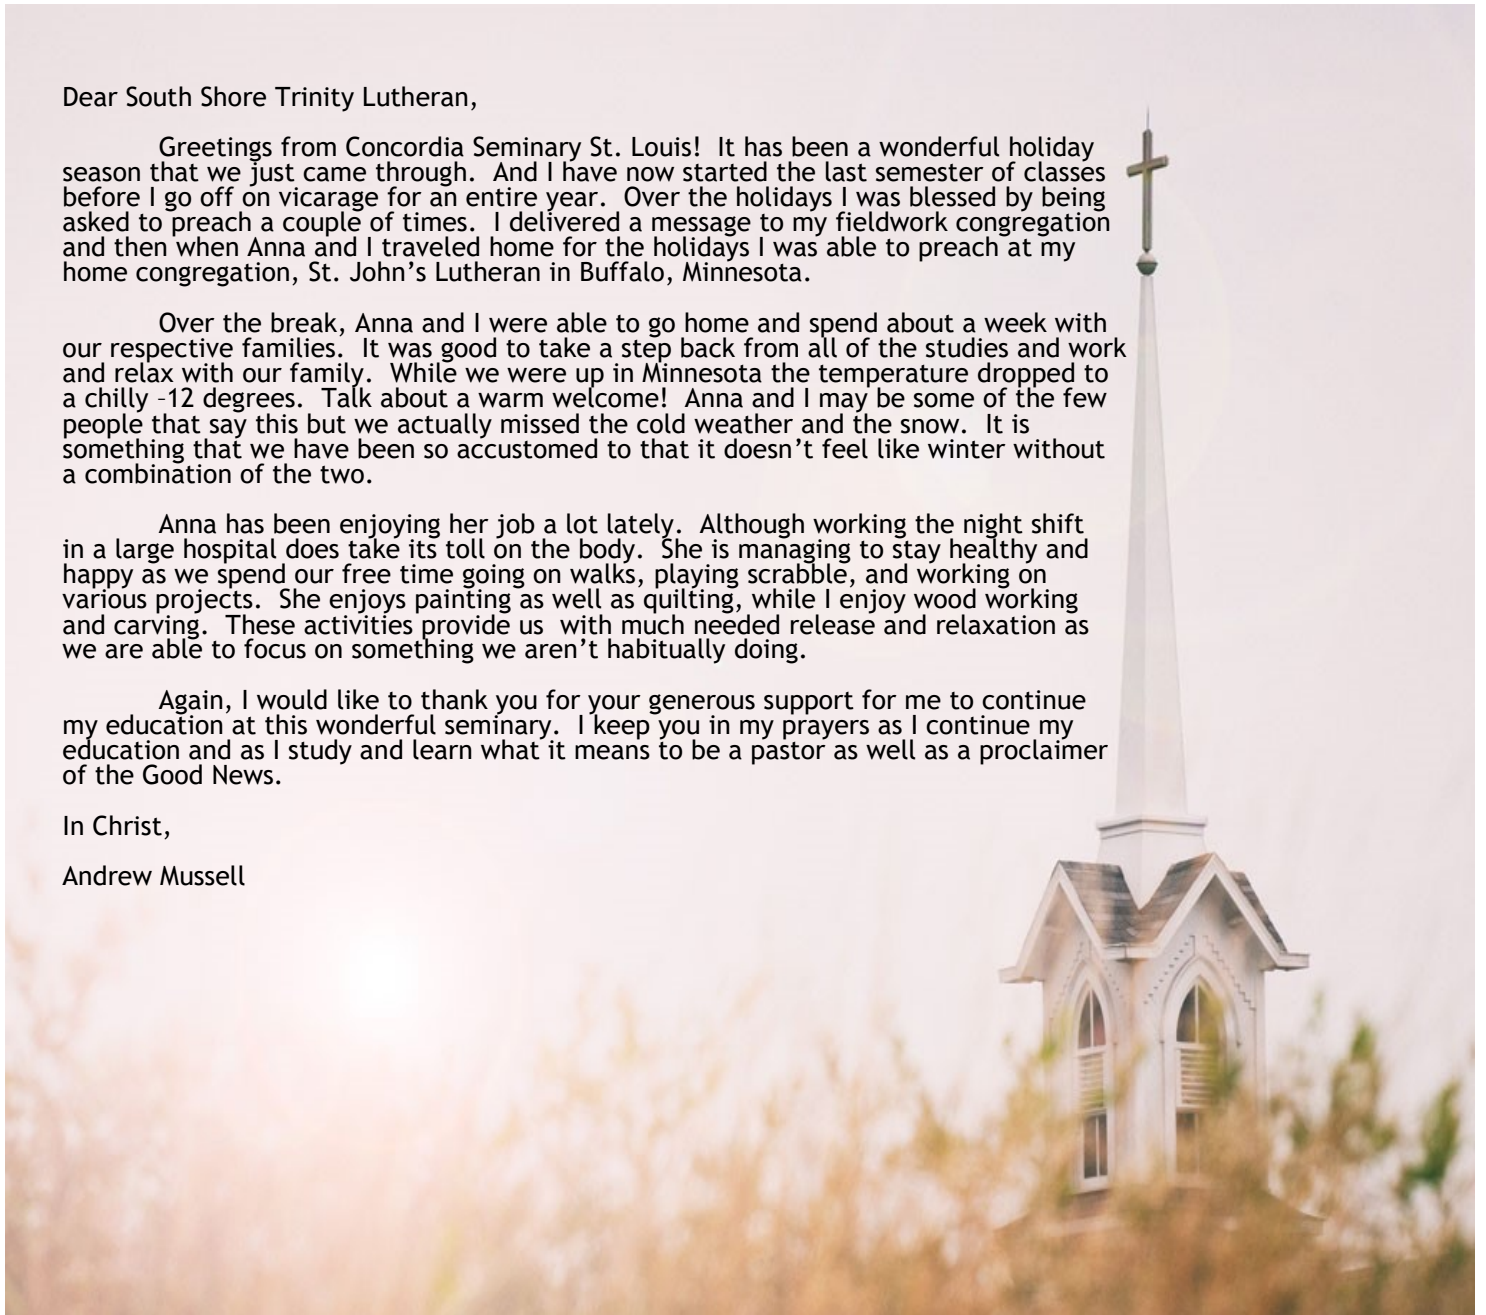 Dear South Shore Trinity Lutheran,
Greetings from Concordia Seminary St. Louis!  It has been a wonderful holiday
season that we just came through.  And I have now started the last semester of classes
before I go off on vicarage for an entire year.  Over the holidays I was blessed by being
asked to preach a couple of times.  I delivered a message to my fieldwork congregation
and then when Anna and I traveled home for the holidays I was able to preach at my
home congregation, St. John’s Lutheran in Buffalo, Minnesota.
Over the break, Anna and I were able to go home and spend about a week with
our respective families.  It was good to take a step back from all of the studies and work
and relax with our family.  While we were up in Minnesota the temperature dropped to
a chilly –12 degrees.  Talk about a warm welcome!  Anna and I may be some of the few
people that say this but we actually missed the cold weather and the snow.  It is
something that we have been so accustomed to that it doesn’t feel like winter without
a combination of the two.
Anna has been enjoying her job a lot lately.  Although working the night shift
in a large hospital does take its toll on the body.  She is managing to stay healthy and
happy as we spend our free time going on walks, playing scrabble, and working on
various projects.  She enjoys painting as well as quilting, while I enjoy wood working
and carving.  These activities provide us  with much needed release and relaxation as
we are able to focus on something we aren’t habitually doing.
Again, I would like to thank you for your generous support for me to continue
my education at this wonderful seminary.  I keep you in my prayers as I continue my
education and as I study and learn what it means to be a pastor as well as a proclaimer
of the Good News.
In Christ,
Andrew Mussell